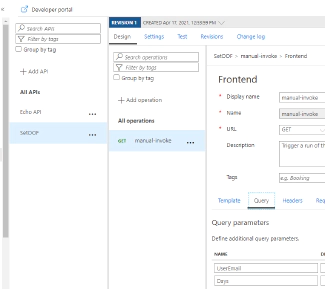 Developer portal
Search APIs
Filter by tags
Group by tag
+ Add API
All APIs
Echo API
SetDOF
REVISION 1 CREATED Apr 17, 2021, 12:55:59 PM
Design Settings Test Revisions Change log
Search operations
Filter by tags
Group by tag
+ Add operation
All operations
GET manual-invoke
SetDOF > manual-invoke > Frontend
Frontend
* Display name manual-invoke
* Name manual-invoke
* URL GET
Description Trigger a run of th
Tags e.g. Booking
Template Query Headers Req
Query parameters
Define additional query parameters.
NAME DE
UserEmail
Days